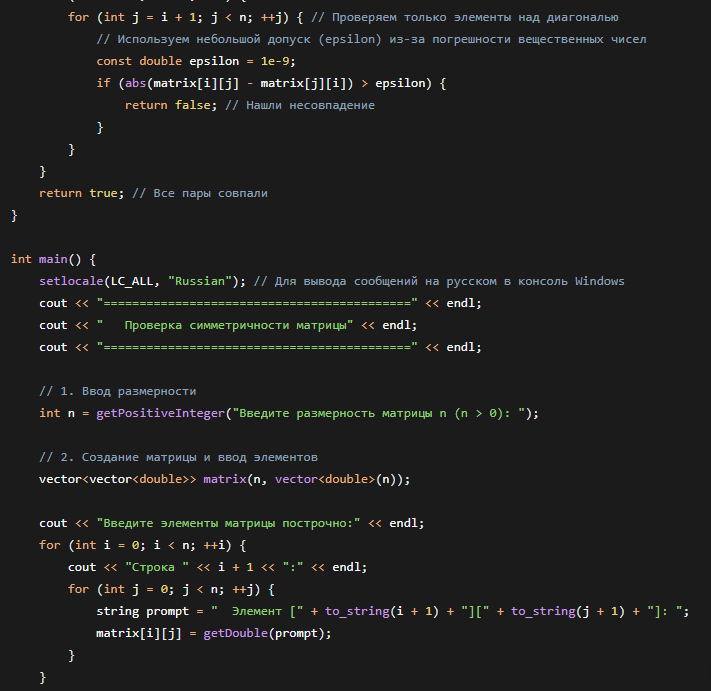 for (int j = i + 1; j < n; ++j) { // Проверяем только элементы над диагональю
// Используем небольшой допуск (epsilon) из-за погрешности вещественных чисел
const double epsilon = 1e-9;
if (abs(matrix[i][j] - matrix[j][i]) > epsilon) {
return false; // Нашли несовпадение
}
}
}
return true; // Все пары совпали
}
int main() {
setlocale(LC_ALL, "Russian"); // Для вывода сообщений на русском в консоль Windows
cout << "============================================" << endl;
cout << "   Проверка симметричности матрицы" << endl;
cout << "============================================" << endl;
// 1. Ввод размерности
int n = getPositiveInteger("Введите размерность матрицы n (n > 0): ");
// 2. Создание матрицы и ввод элементов
vector<vector<double>> matrix(n, vector<double>(n));
cout << "Введите элементы матрицы построчно:" << endl;
for (int i = 0; i < n; ++i) {
cout << "Строка " << i + 1 << ":" << endl;
for (int j = 0; j < n; ++j) {
string prompt = "  Элемент [" + to_string(i + 1) + "][" + to_string(j + 1) + "]: ";
matrix[i][j] = getDouble(prompt);
}
}